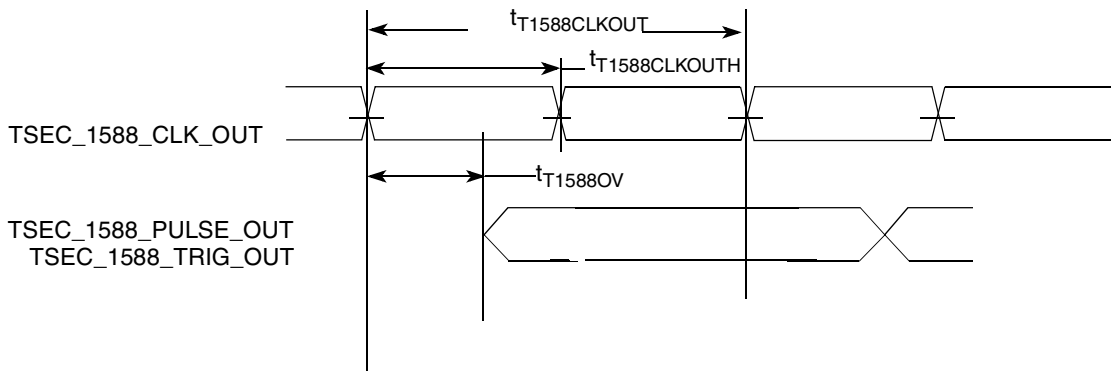 tT1588CLKOUT
tT1588CLKOUTH
TSEC_1588_CLK_OUT
tT1588OV
TSEC_1588_PULSE_OUT
TSEC_1588_TRIG_OUT